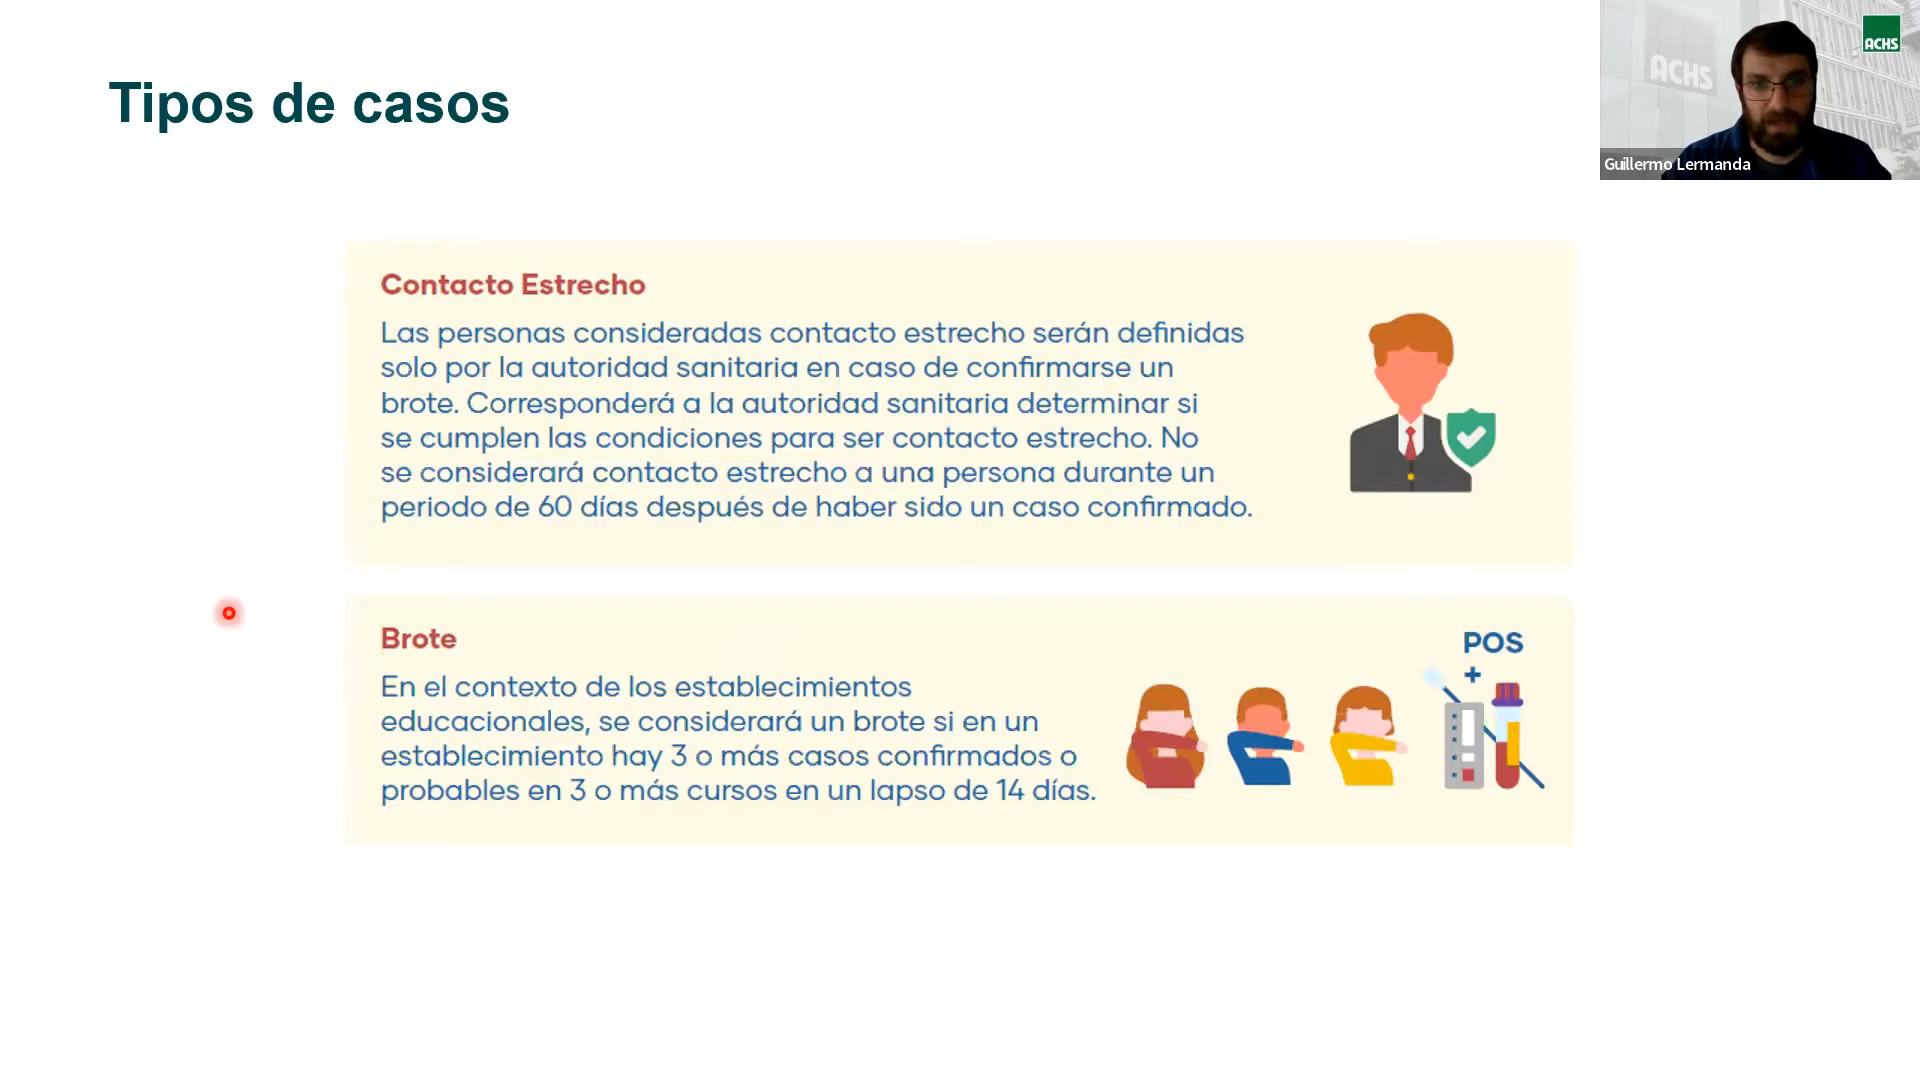 Tipos de casos
ACHS
ACHS
Guillermo Lermanda
Contacto Estrecho
Las personas consideradas contacto estrecho serán definidas
solo por la autoridad sanitaria en caso de confirmarse un
brote. Corresponderá a la autoridad sanitaria determinar si
se cumplen las condiciones para ser contacto estrecho. No
se considerará contacto estrecho a una persona durante un
periodo de 60 días después de haber sido un caso confirmado.
Brote
En el contexto de los establecimientos
educacionales, se considerará un brote si en un
establecimiento hay 3 o más casos confirmados o
probables en 3 o más cursos en un lapso de 14 días.
POS
+